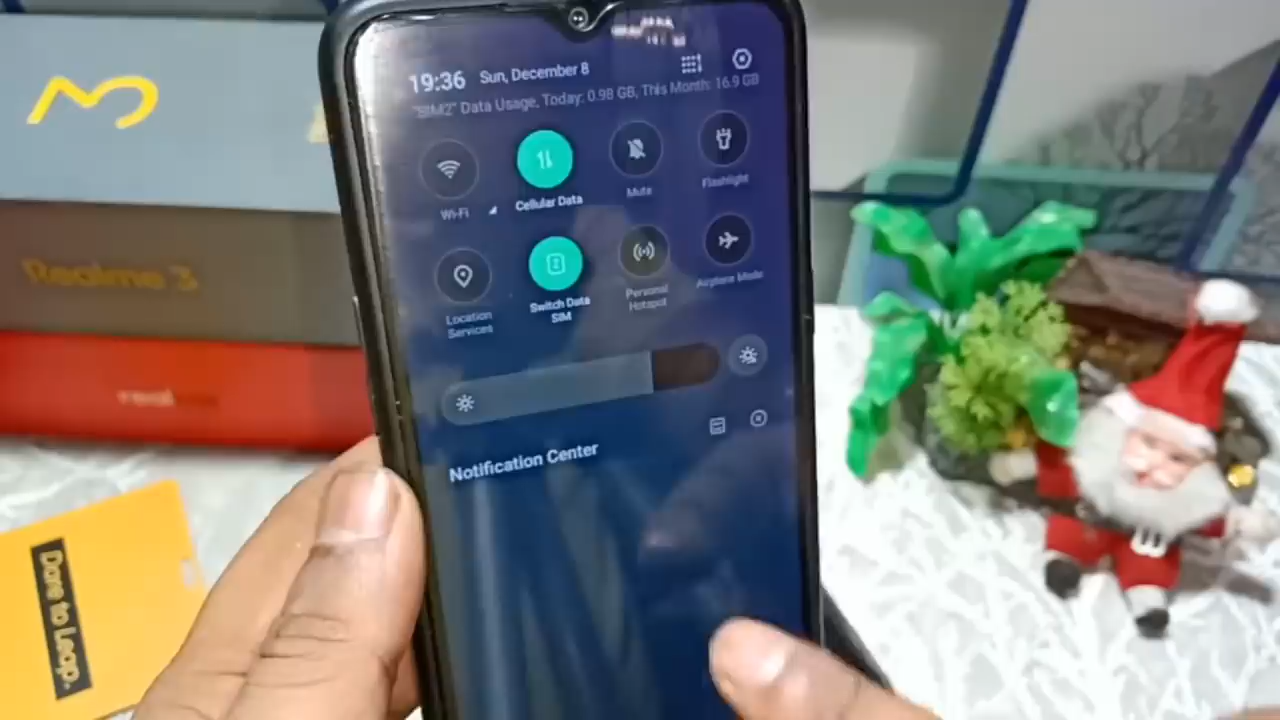 19:36 Sun, December 8
"SIM2" Data Usage, Today: 0.98 GB, This Month: 16.9 GB
Wi-Fi
Cellular Data
Mute
Flashlight
Location
Services
Switch Data
SIM
Personal
Hotspot
Airplane Mode
Notification Center
3
Realme 3
real
Dare to Leap.